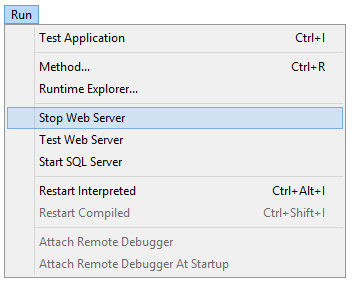 Run
Test Application Ctrl+I
Method... Ctrl+R
Runtime Explorer...
Stop Web Server
Test Web Server
Start SQL Server
Restart Interpreted Ctrl+Alt+I
Restart Compiled Ctrl+Shift+I
Attach Remote Debugger
Attach Remote Debugger At Startup